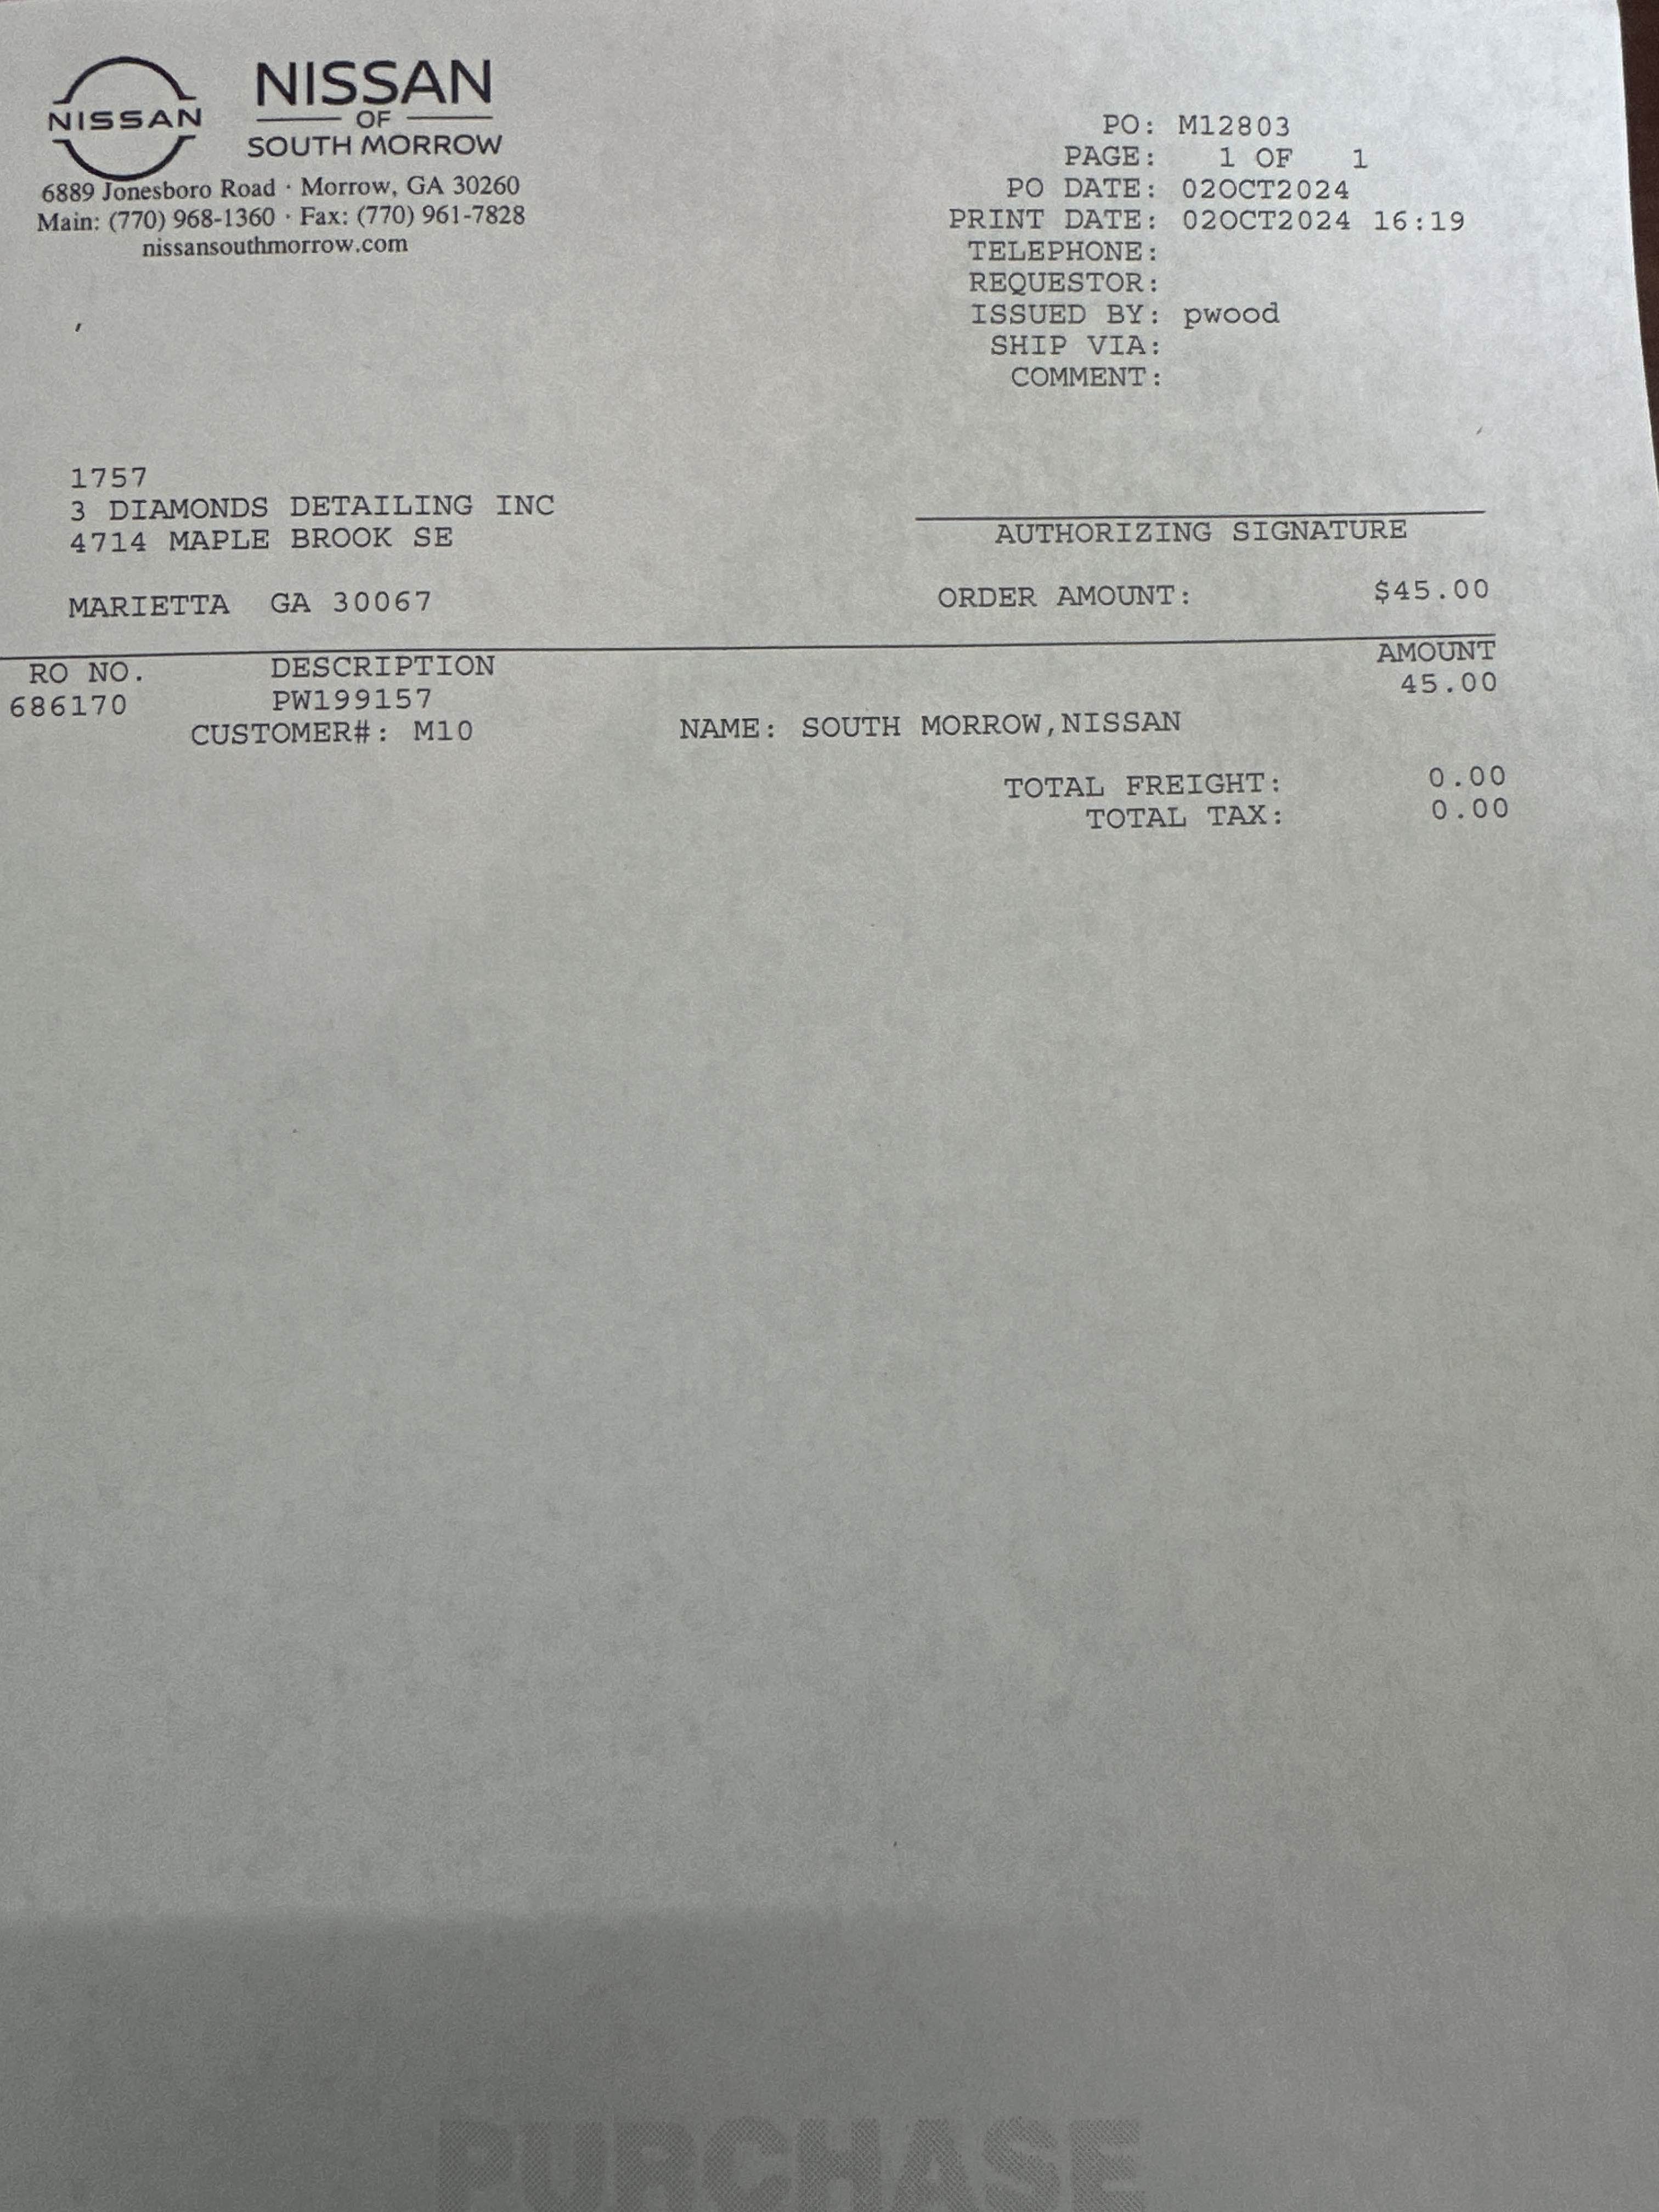 NISSAN
NISSAN
OF
SOUTH MORROW
6889 Jonesboro Road · Morrow, GA 30260
Main: (770) 968-1360 · Fax: (770) 961-7828
nissansouthmorrow.com
PO: M12803
PAGE: 1 OF 1
PO DATE: 02OCT2024
PRINT DATE: 02OCT2024 16:19
TELEPHONE:
REQUESTOR:
ISSUED BY: pwood
SHIP VIA:
COMMENT:
1757
3 DIAMONDS DETAILING INC
4714 MAPLE BROOK SE
MARIETTA GA 30067
AUTHORIZING SIGNATURE
ORDER AMOUNT: $45.00
RO NO. DESCRIPTION AMOUNT
686170 PW199157 45.00
CUSTOMER#: M10 NAME: SOUTH MORROW,NISSAN
TOTAL FREIGHT: 0.00
TOTAL TAX: 0.00
PURCHASE